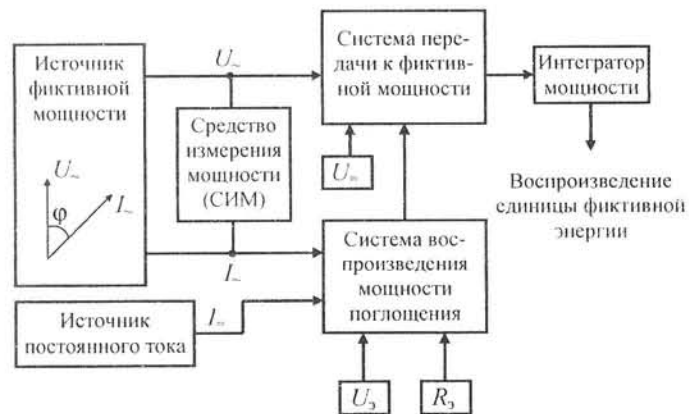 Источник
фиктивной
мощности
U~
φ
I~
U~
Средство
измерения
мощности
(СИМ)
I~
Источник
постоянного тока
I=
Система пере-
дачи к фиктив-
ной мощности
U=
Система вос-
произведения
мощности
поглощения
Uэ
Rэ
Интегратор
мощности
Воспроизведение
единицы фиктивной
энергии